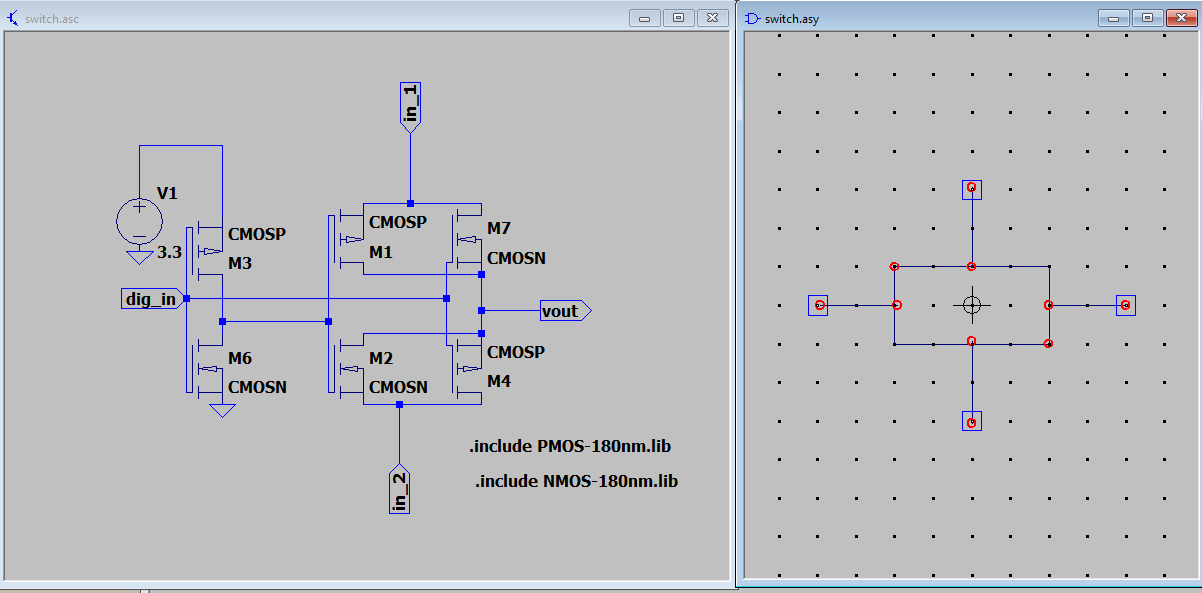 switch.asc
switch.asy
in_1
V1
3.3
CMOSP
M3
dig_in
M6
CMOSN
CMOSP
M1
M7
CMOSN
vout
M2
CMOSN
CMOSP
M4
in_2
.include PMOS-180nm.lib
.include NMOS-180nm.lib